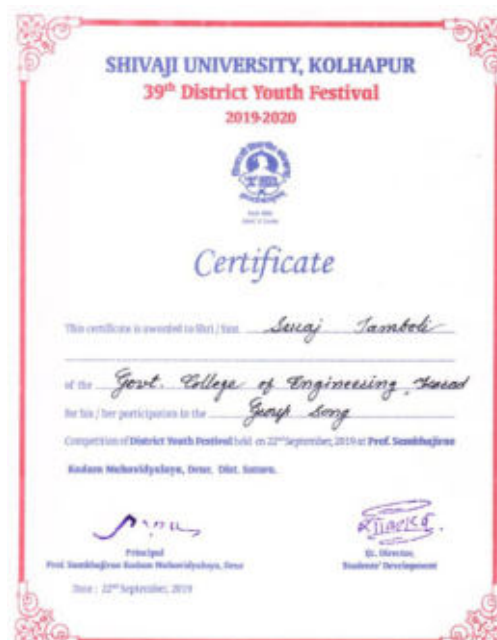 SHIVAJI UNIVERSITY, KOLHAPUR
39th District Youth Festival
2019-2020
Certificate
This certificate is awarded to Shri / Smt. Suraj Tamboli
of the Govt. College of Engineering, Karad
for his / her participation in the Group Song
Competition of District Youth Festival held on 22nd September, 2019 at Prof. Sambhajirao
Kadam Mahavidyalaya, Deur, Dist. Satara.
Principal
Prof. Sambhajirao Kadam Mahavidyalaya, Deur
Date : 22nd September, 2019
Director,
Students' Development